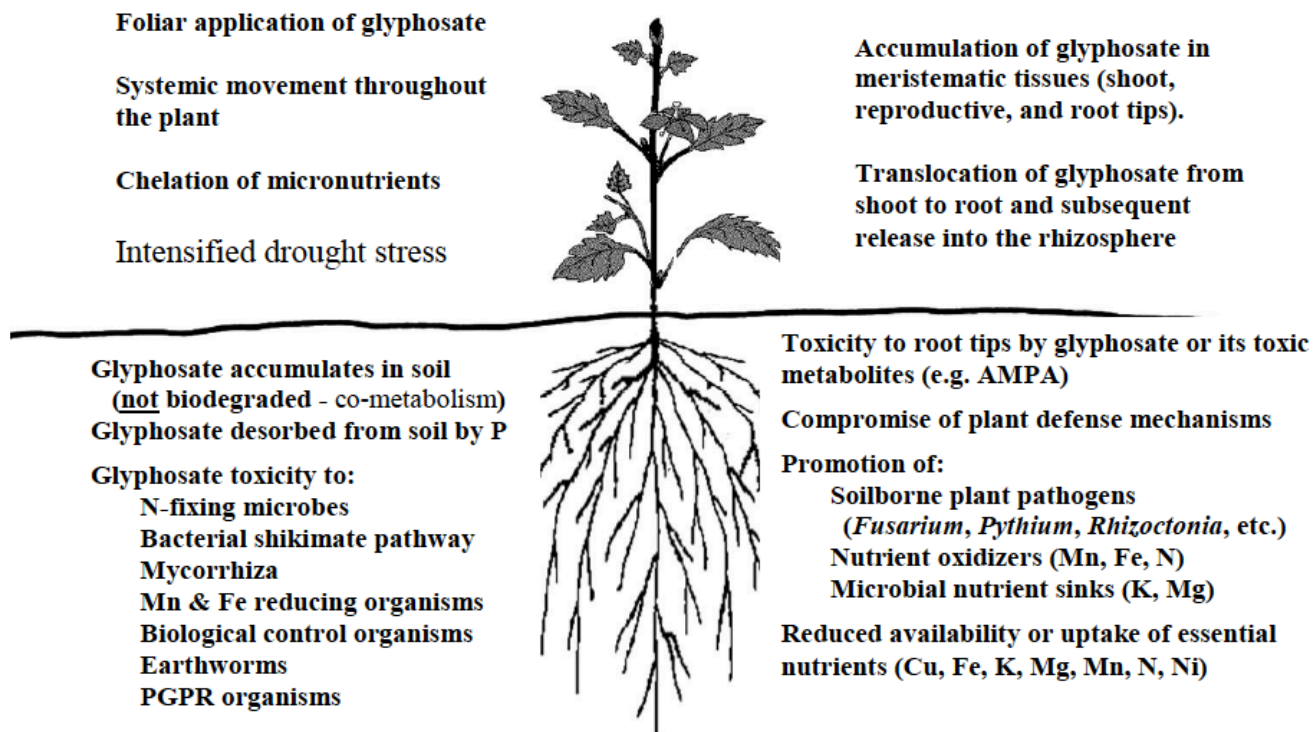 Foliar application of glyphosate
Systemic movement throughout
the plant
Chelation of micronutrients
Intensified drought stress
Accumulation of glyphosate in
meristematic tissues (shoot,
reproductive, and root tips).
Translocation of glyphosate from
shoot to root and subsequent
release into the rhizosphere
Glyphosate accumulates in soil
(not biodegraded - co-metabolism)
Glyphosate desorbed from soil by P
Glyphosate toxicity to:
N-fixing microbes
Bacterial shikimate pathway
Mycorrhiza
Mn & Fe reducing organisms
Biological control organisms
Earthworms
PGPR organisms
Toxicity to root tips by glyphosate or its toxic
metabolites (e.g. AMPA)
Compromise of plant defense mechanisms
Promotion of:
Soilborne plant pathogens
(Fusarium, Pythium, Rhizoctonia, etc.)
Nutrient oxidizers (Mn, Fe, N)
Microbial nutrient sinks (K, Mg)
Reduced availability or uptake of essential
nutrients (Cu, Fe, K, Mg, Mn, N, Ni)